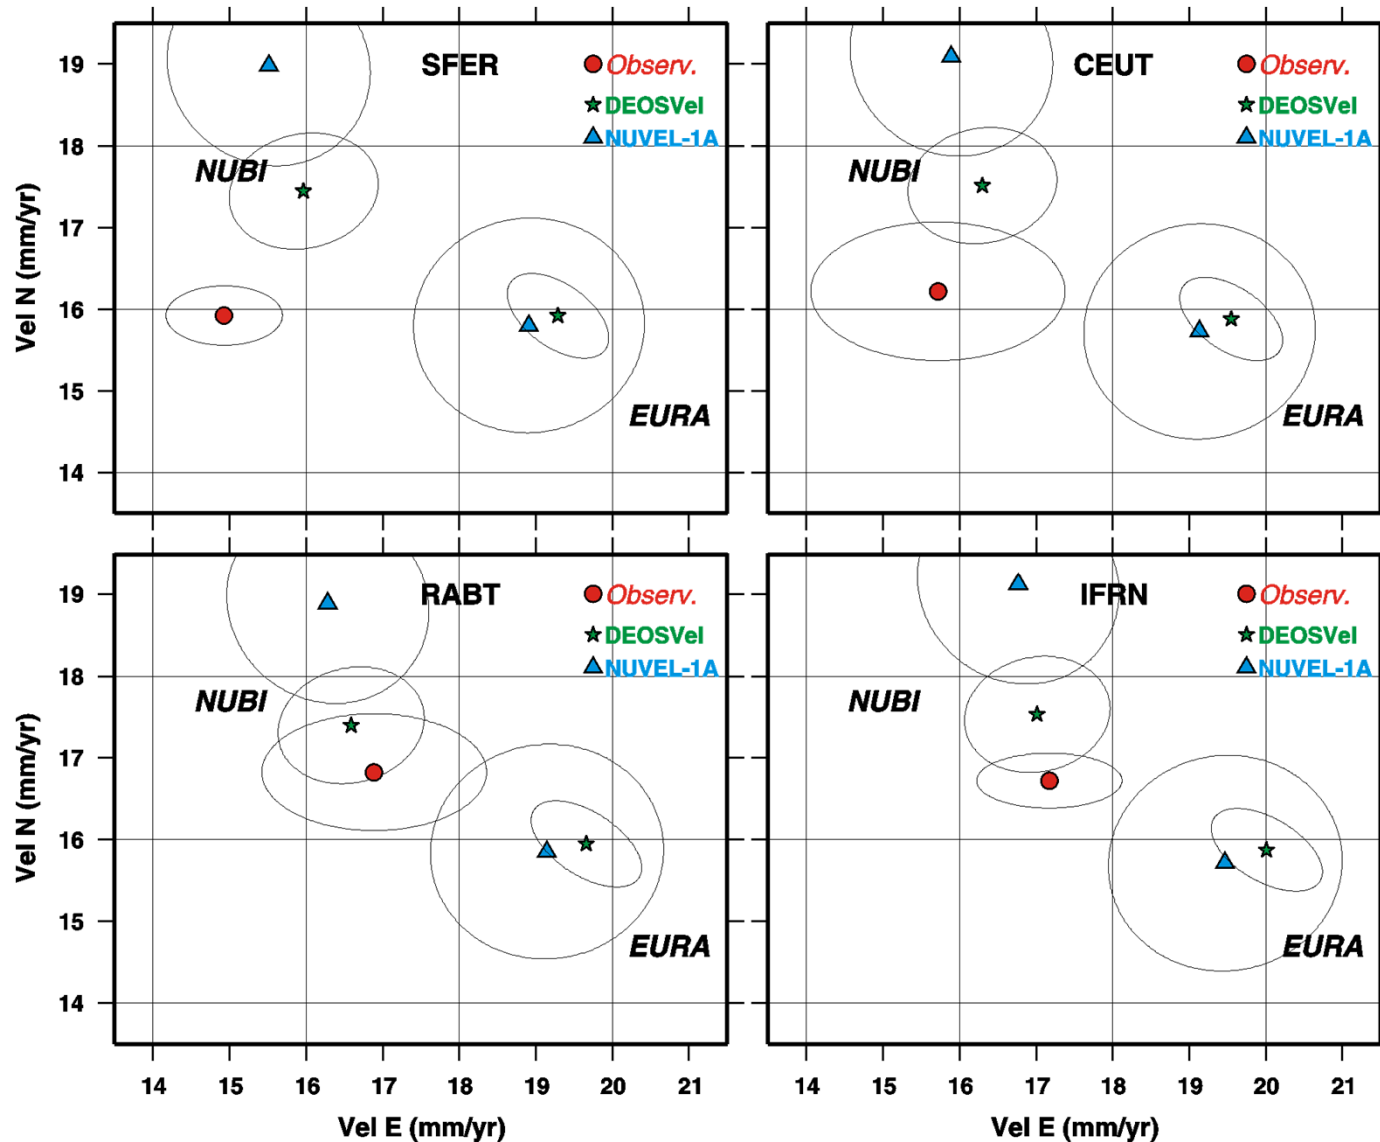 SFER
Observ.
DEOSVel
NUVEL-1A
NUBI
EURA
19
18
17
16
15
14
Vel N (mm/yr)
CEUT
Observ.
DEOSVel
NUVEL-1A
NUBI
EURA
RABT
Observ.
DEOSVel
NUVEL-1A
NUBI
EURA
19
18
17
16
15
14
Vel N (mm/yr)
14 15 16 17 18 19 20 21
Vel E (mm/yr)
IFRN
Observ.
DEOSVel
NUVEL-1A
NUBI
EURA
14 15 16 17 18 19 20 21
Vel E (mm/yr)